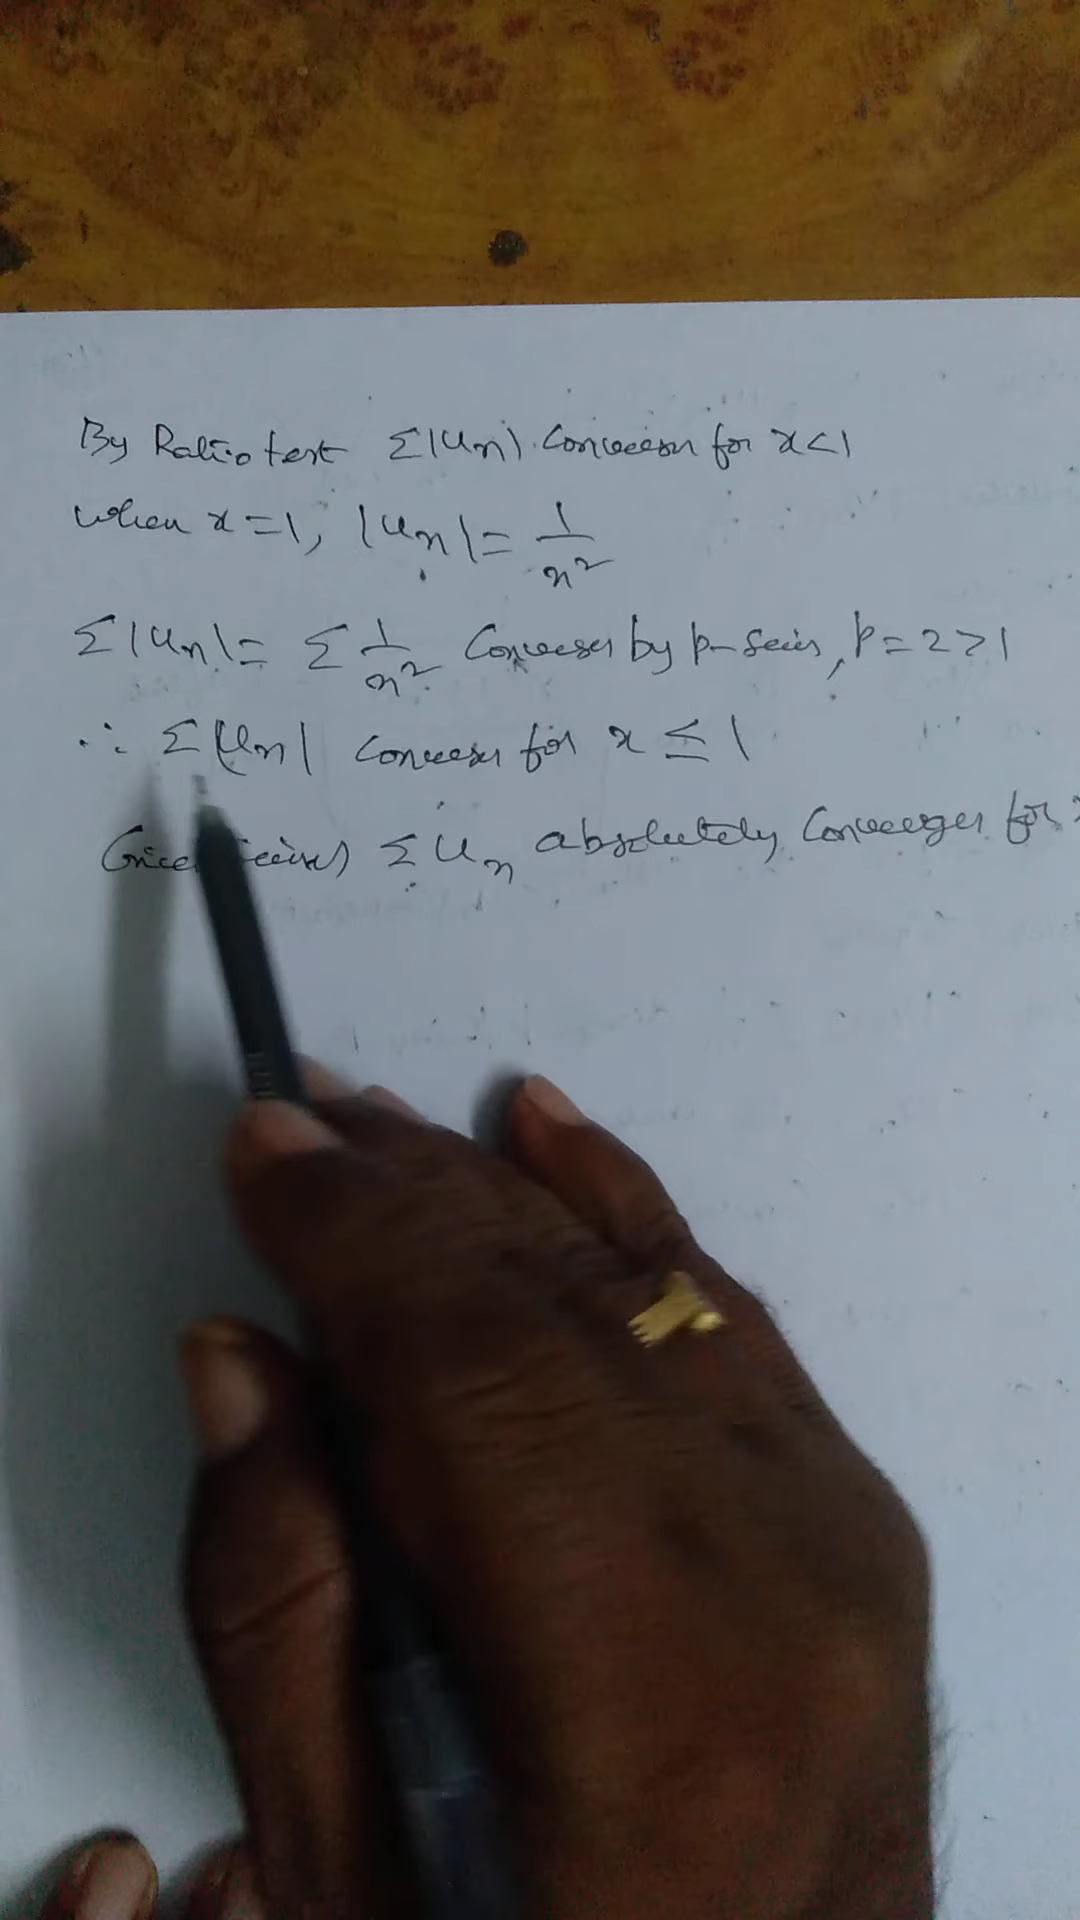 By Ratio test Σ|Un| converges for x<1
when x=1, |Un|= 1/n²
Σ|Un|= Σ 1/n² Converges by p-series, p=2>1
∴ Σ|Un| converges for x ≤ 1
Σ Un absolutely Converges for